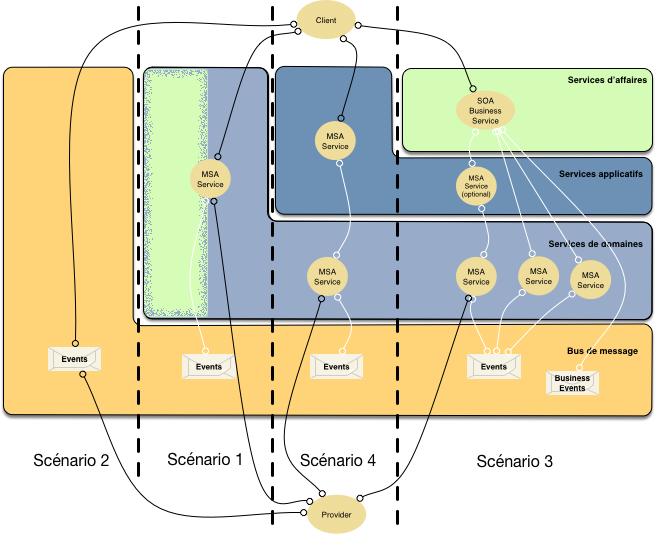 Client
Services d'affaires
SOA
Business
Service
MSA
Service
Services applicatifs
MSA
Service
MSA
Service
(optional)
Services de domaines
MSA
Service
MSA
Service
MSA
Service
MSA
Service
Bus de message
Events
Events
Events
Events
Business
Events
Scénario 2
Scénario 1
Scénario 4
Scénario 3
Provider